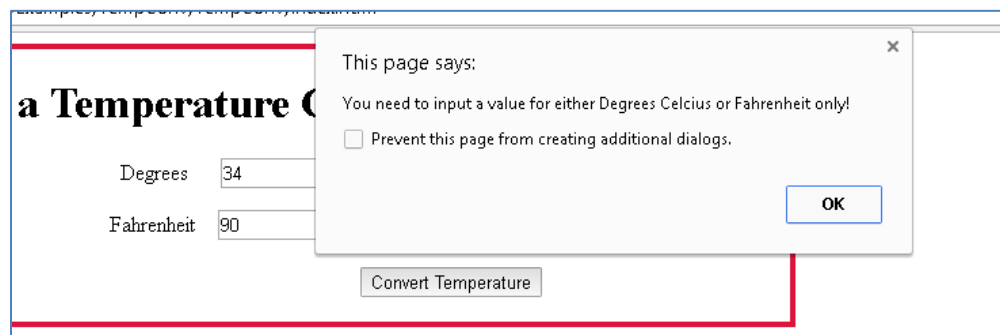 This page says:
You need to input a value for either Degrees Celcius or Fahrenheit only!
Prevent this page from creating additional dialogs.
OK
a Temperature
Degrees 34
Fahrenheit 90
Convert Temperature